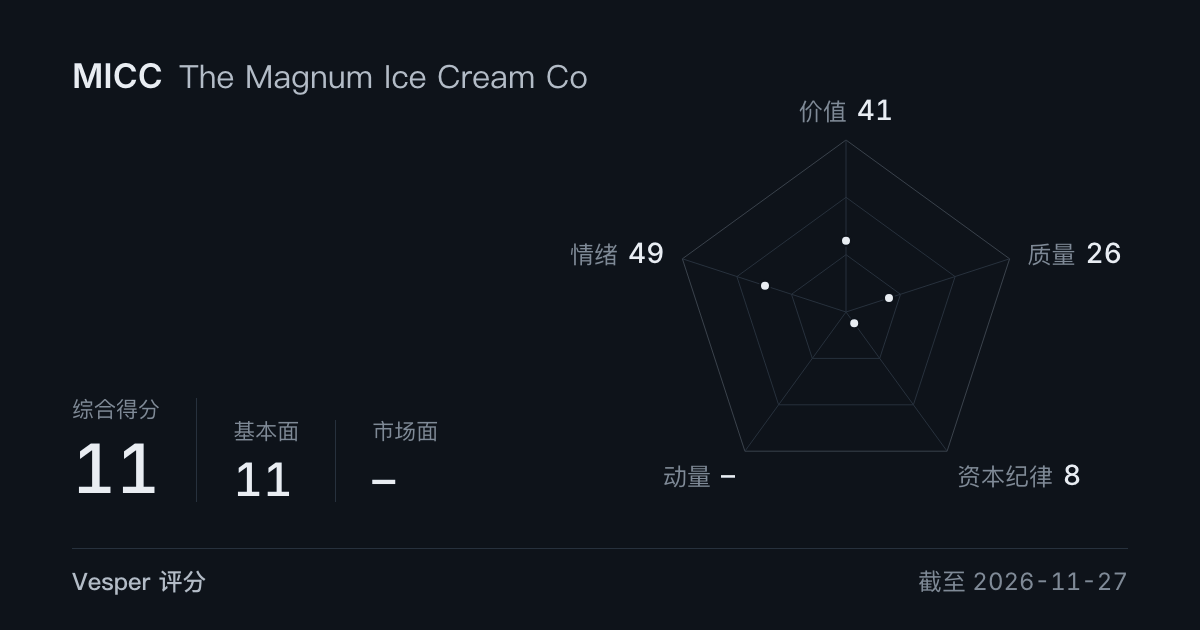 MICC The Magnum Ice Cream Co
价值 41
情绪 49
质量 26
动量 –
资本纪律 8
综合得分
11
基本面
11
市场面
–
Vesper 评分
截至 2026-11-27